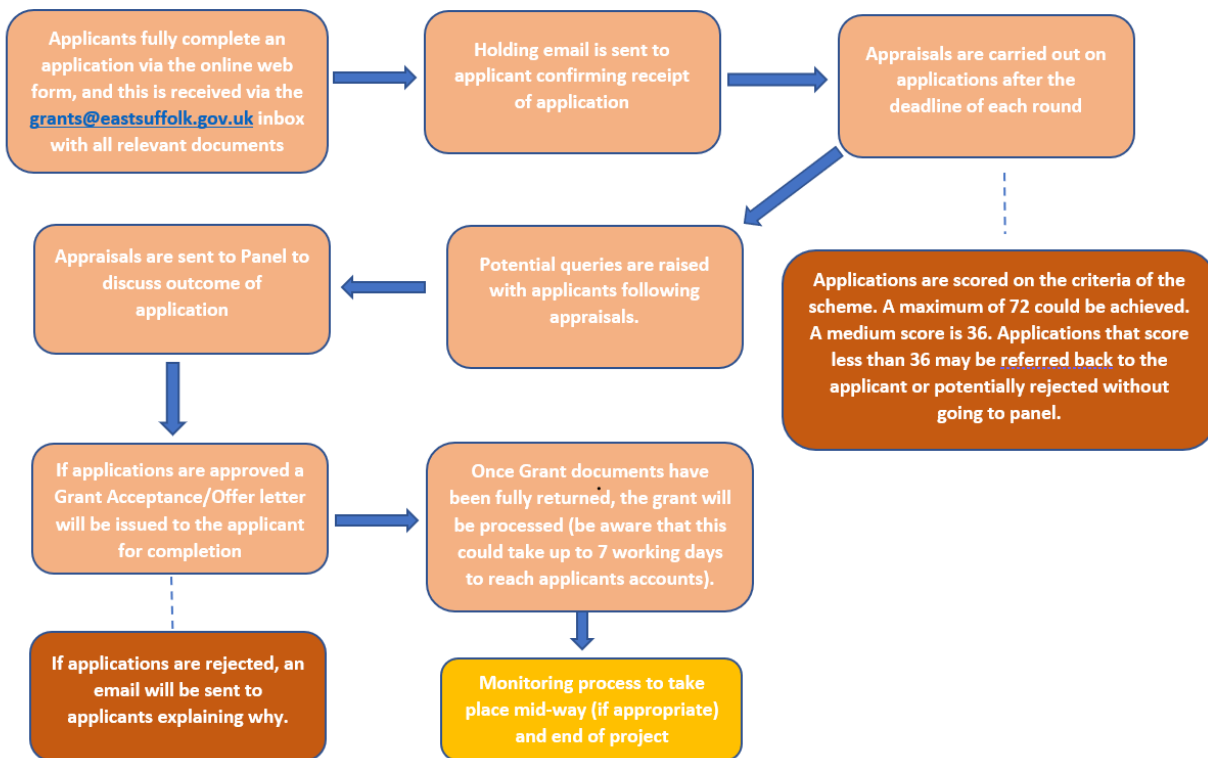 Applicants fully complete an
application via the online web
form, and this is received via the
grants@eastsuffolk.gov.uk inbox
with all relevant documents
Holding email is sent to
applicant confirming receipt
of application
Appraisals are carried out on
applications after the
deadline of each round
Applications are scored on the criteria of the
scheme. A maximum of 72 could be achieved.
A medium score is 36. Applications that score
less than 36 may be referred back to the
applicant or potentially rejected without
going to panel.
Potential queries are raised
with applicants following
appraisals.
Appraisals are sent to Panel to
discuss outcome of
application
If applications are approved a
Grant Acceptance/Offer letter
will be issued to the applicant
for completion
If applications are rejected, an
email will be sent to
applicants explaining why.
Once Grant documents have
been fully returned, the grant will
be processed (be aware that this
could take up to 7 working days
to reach applicants accounts).
Monitoring process to take
place mid-way (if appropriate)
and end of project